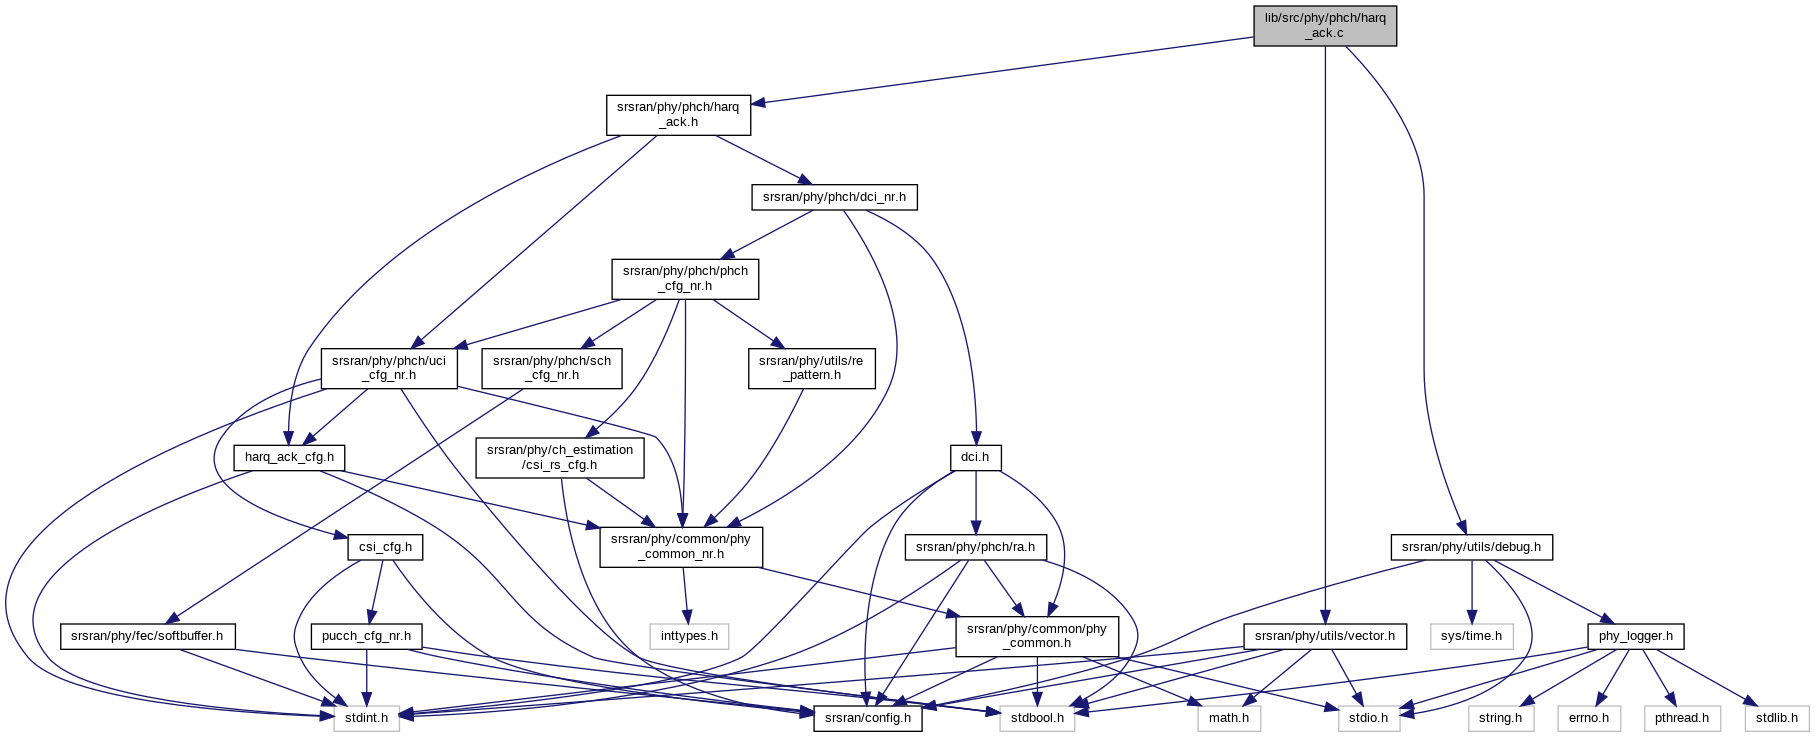 lib/src/phy/phch/harq
_ack.c
srsran/phy/phch/harq
_ack.h
srsran/phy/phch/dci_nr.h
srsran/phy/phch/phch
_cfg_nr.h
srsran/phy/phch/uci
_cfg_nr.h
srsran/phy/phch/sch
_cfg_nr.h
srsran/phy/utils/re
_pattern.h
harq_ack_cfg.h
srsran/phy/ch_estimation
/csi_rs_cfg.h
dci.h
csi_cfg.h
srsran/phy/common/phy
_common_nr.h
srsran/phy/phch/ra.h
srsran/phy/utils/debug.h
srsran/phy/fec/softbuffer.h
pucch_cfg_nr.h
inttypes.h
srsran/phy/common/phy
_common.h
srsran/phy/utils/vector.h
sys/time.h
phy_logger.h
stdint.h
srsran/config.h
stdbool.h
math.h
stdio.h
string.h
errno.h
pthread.h
stdlib.h